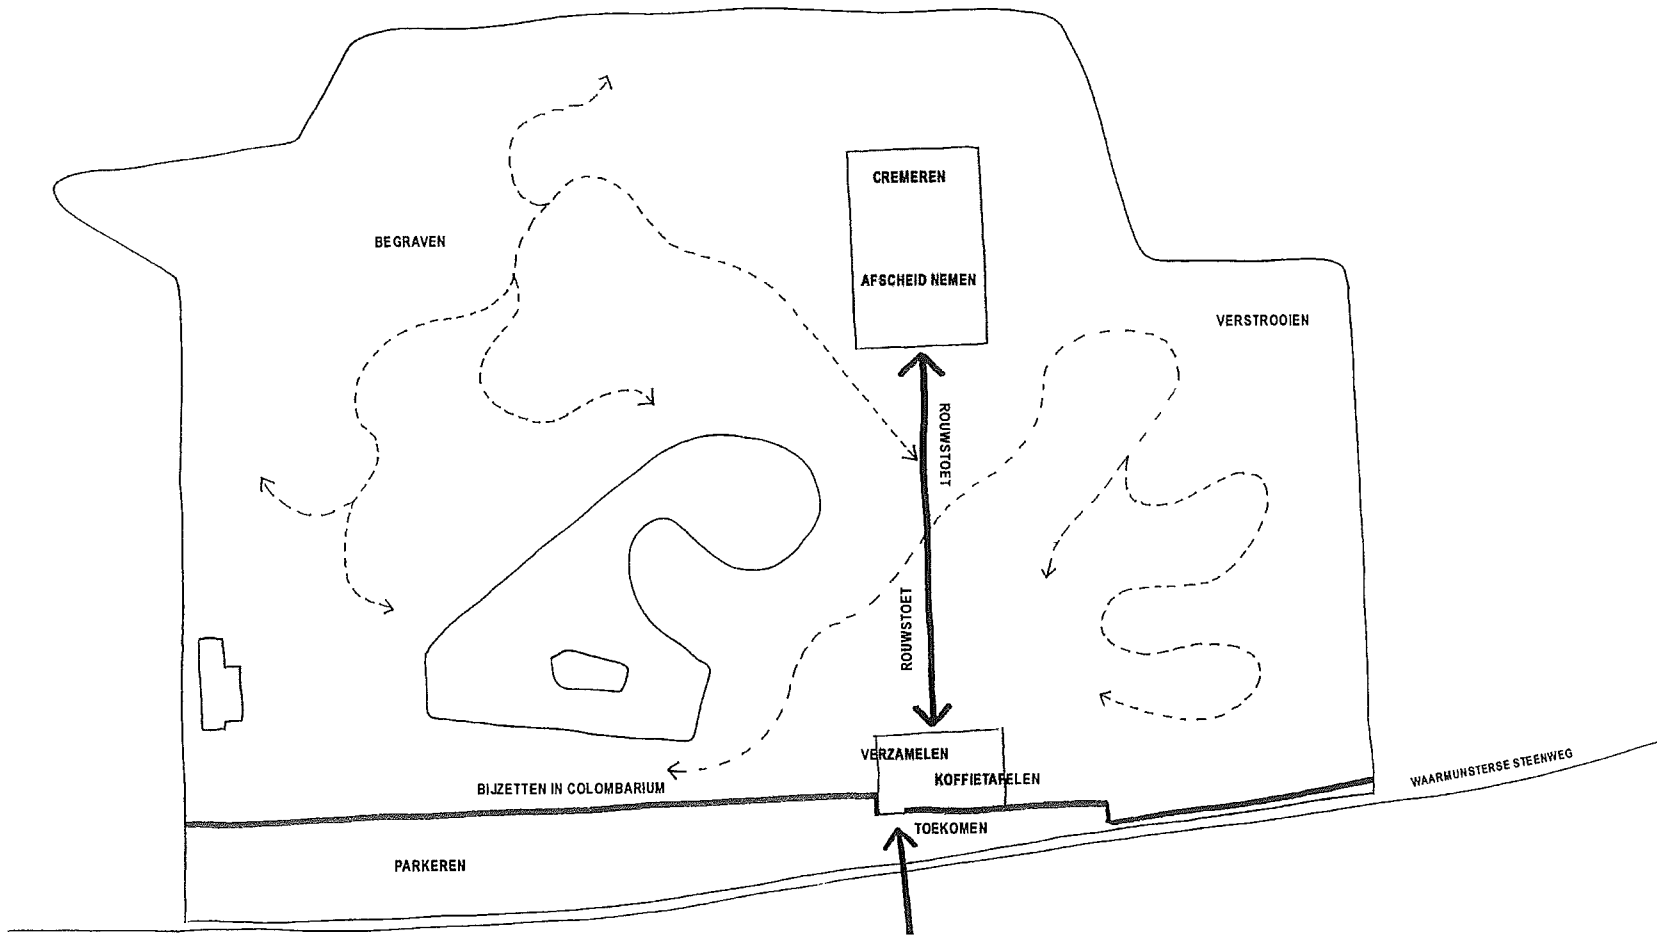 CREMEREN
BEGRAVEN
AFSCHEID NEMEN
VERSTROOIEN
ROUWSTOET
ROUWSTOET
VERZAMELEN
KOFFIETAFELEN
BIJZETTEN IN COLOMBARIUM
WAARMUNSTERSE STEENWEG
TOEKOMEN
PARKEREN